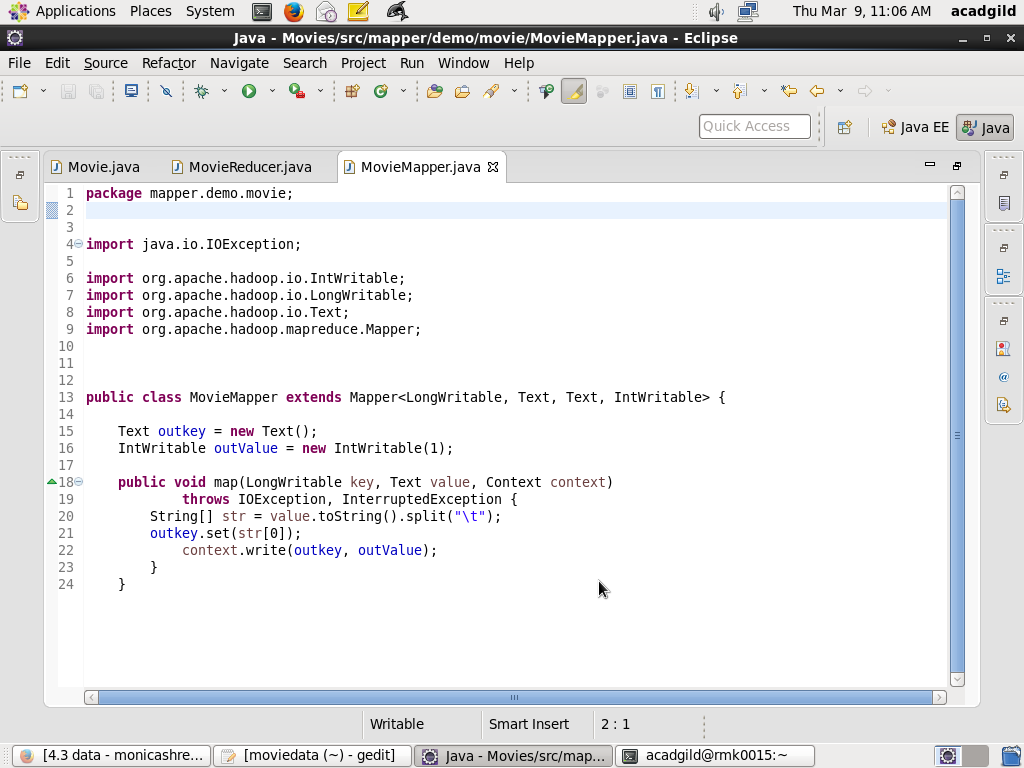 Applications Places System Thu Mar 9, 11:06 AM acadgild
Java - Movies/src/mapper/demo/movie/MovieMapper.java - Eclipse
File Edit Source Refactor Navigate Search Project Run Window Help
Quick Access Java EE Java
Movie.java MovieReducer.java MovieMapper.java
1 package mapper.demo.movie;
2
3
4 import java.io.IOException;
5
6 import org.apache.hadoop.io.IntWritable;
7 import org.apache.hadoop.io.LongWritable;
8 import org.apache.hadoop.io.Text;
9 import org.apache.hadoop.mapreduce.Mapper;
10
11
12
13 public class MovieMapper extends Mapper<LongWritable, Text, Text, IntWritable> {
14
15 Text outkey = new Text();
16 IntWritable outValue = new IntWritable(1);
17
18 public void map(LongWritable key, Text value, Context context)
19 throws IOException, InterruptedException {
20 String[] str = value.toString().split("\t");
21 outkey.set(str[0]);
22 context.write(outkey, outValue);
23 }
24 }
Writable Smart Insert 2 : 1
[4.3 data - monicashre... [moviedata (~) - gedit] Java - Movies/src/map... acadgild@rmk0015:~